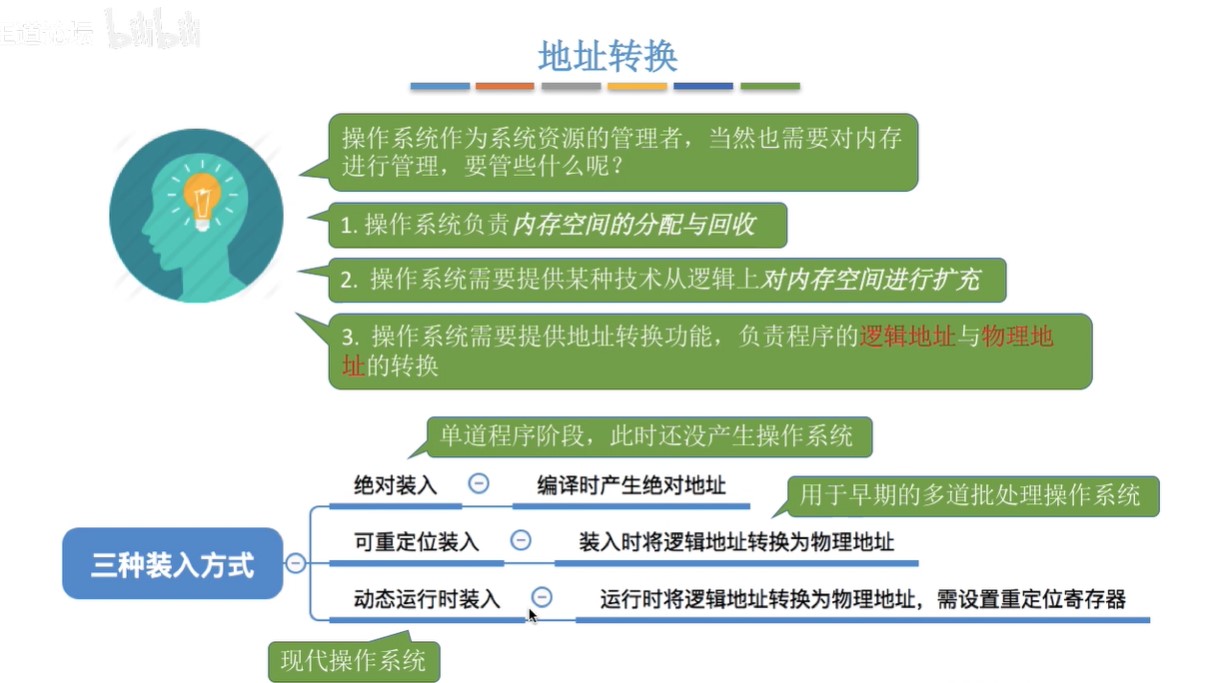 bilibili
地址转换
操作系统作为系统资源的管理者，当然也需要对内存
进行管理，要管些什么呢？
1. 操作系统负责内存空间的分配与回收
2. 操作系统需要提供某种技术从逻辑上对内存空间进行扩充
3. 操作系统需要提供地址转换功能，负责程序的逻辑地址与物理地
址的转换
单道程序阶段，此时还没产生操作系统
绝对装入
编译时产生绝对地址
用于早期的多道批处理操作系统
三种装入方式
可重定位装入
装入时将逻辑地址转换为物理地址
动态运行时装入
运行时将逻辑地址转换为物理地址，需设置重定位寄存器
现代操作系统